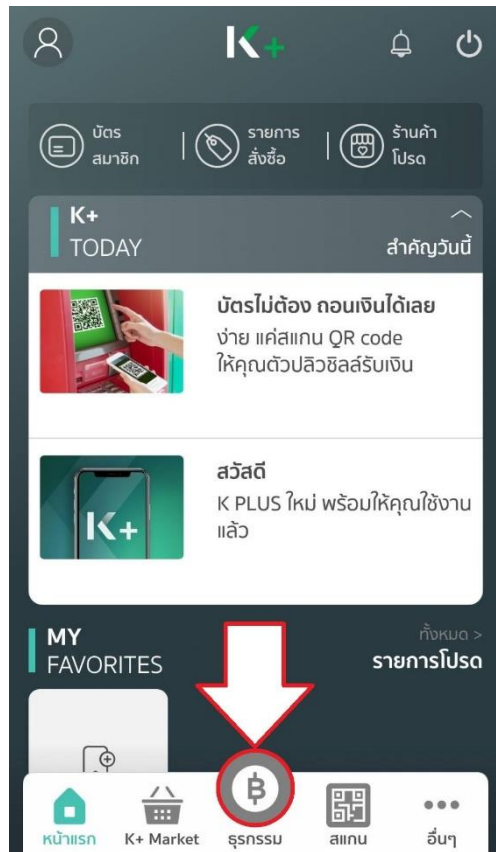 K+
บัตร
สมาชิก
รายการ
สั่งซื้อ
ร้านค้า
โปรด
K+
TODAY
สำคัญวันนี้
บัตรไม่ต้อง ถอนเงินได้เลย
ง่าย แค่สแกน QR code
ให้คุณตัวปลิวชิลล์รับเงิน
K+
สวัสดี
K PLUS ใหม่ พร้อมให้คุณใช้งาน
แล้ว
MY
FAVORITES
ทั้งหมด >
รายการโปรด
฿
หน้าแรก
K+ Market
ธุรกรรม
สแกน
อื่นๆ